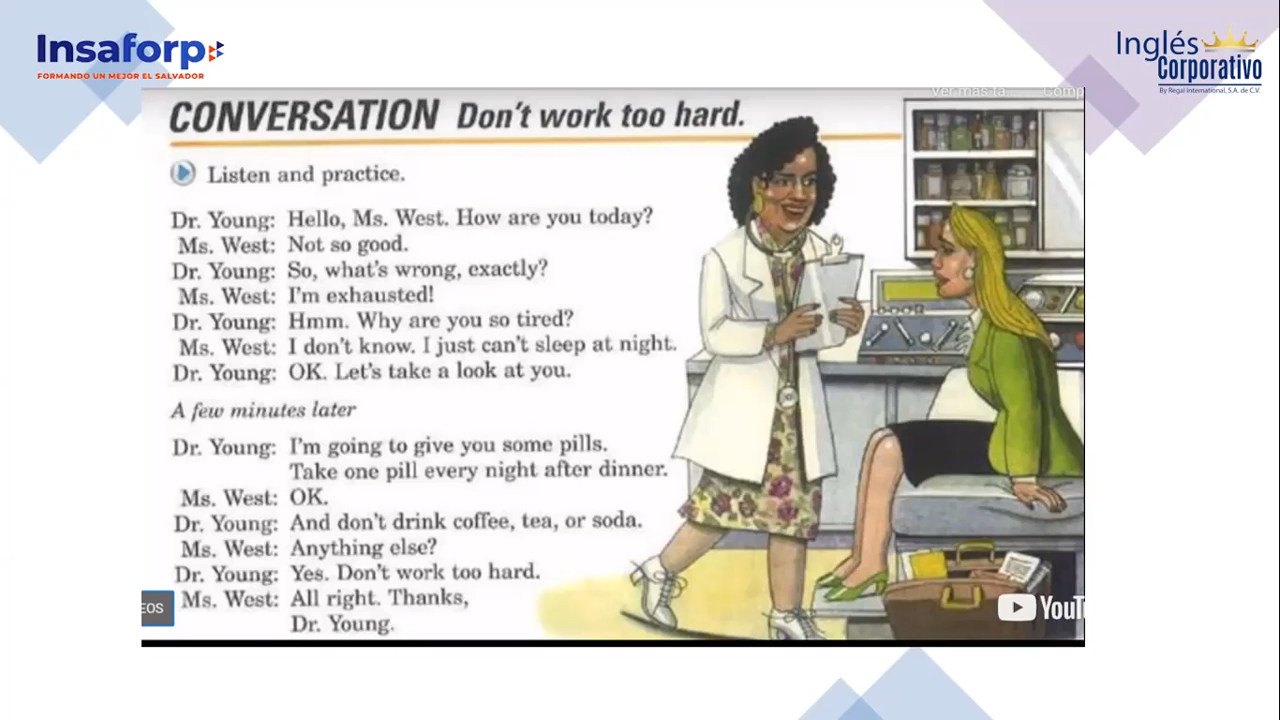 Insaforp
FORMANDO UN MEJOR EL SALVADOR
Inglés
Corporativo
By Regal International, S.A. de C.V.
CONVERSATION Don't work too hard.
Listen and practice.
Dr. Young: Hello, Ms. West. How are you today?
Ms. West: Not so good.
Dr. Young: So, what's wrong, exactly?
Ms. West: I'm exhausted!
Dr. Young: Hmm. Why are you so tired?
Ms. West: I don't know. I just can't sleep at night.
Dr. Young: OK. Let's take a look at you.
A few minutes later
Dr. Young: I'm going to give you some pills.
Take one pill every night after dinner.
Ms. West: OK.
Dr. Young: And don't drink coffee, tea, or soda.
Ms. West: Anything else?
Dr. Young: Yes. Don't work too hard.
Ms. West: All right. Thanks,
Dr. Young.
EOS
YouT